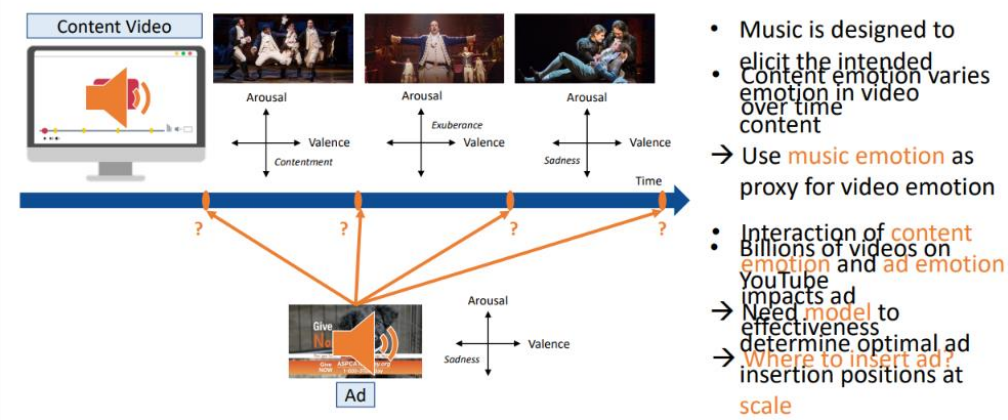 Content Video
Arousal
Valence
Contentment
Arousal
Exuberance
Valence
Arousal
Valence
Sadness
Time
?
?
?
?
Give
Give
NOW
ASPCA
Arousal
Valence
Sadness
Ad
• Music is designed to
elicit the intended
emotion in video
content
• Content emotion varies
over time
→ Use music emotion as
proxy for video emotion
• Interaction of content
emotion and ad emotion
impacts ad
effectiveness
→ Where to insert ad?
• Billions of videos on
YouTube
→ Need model to
determine optimal ad
insertion positions at
scale